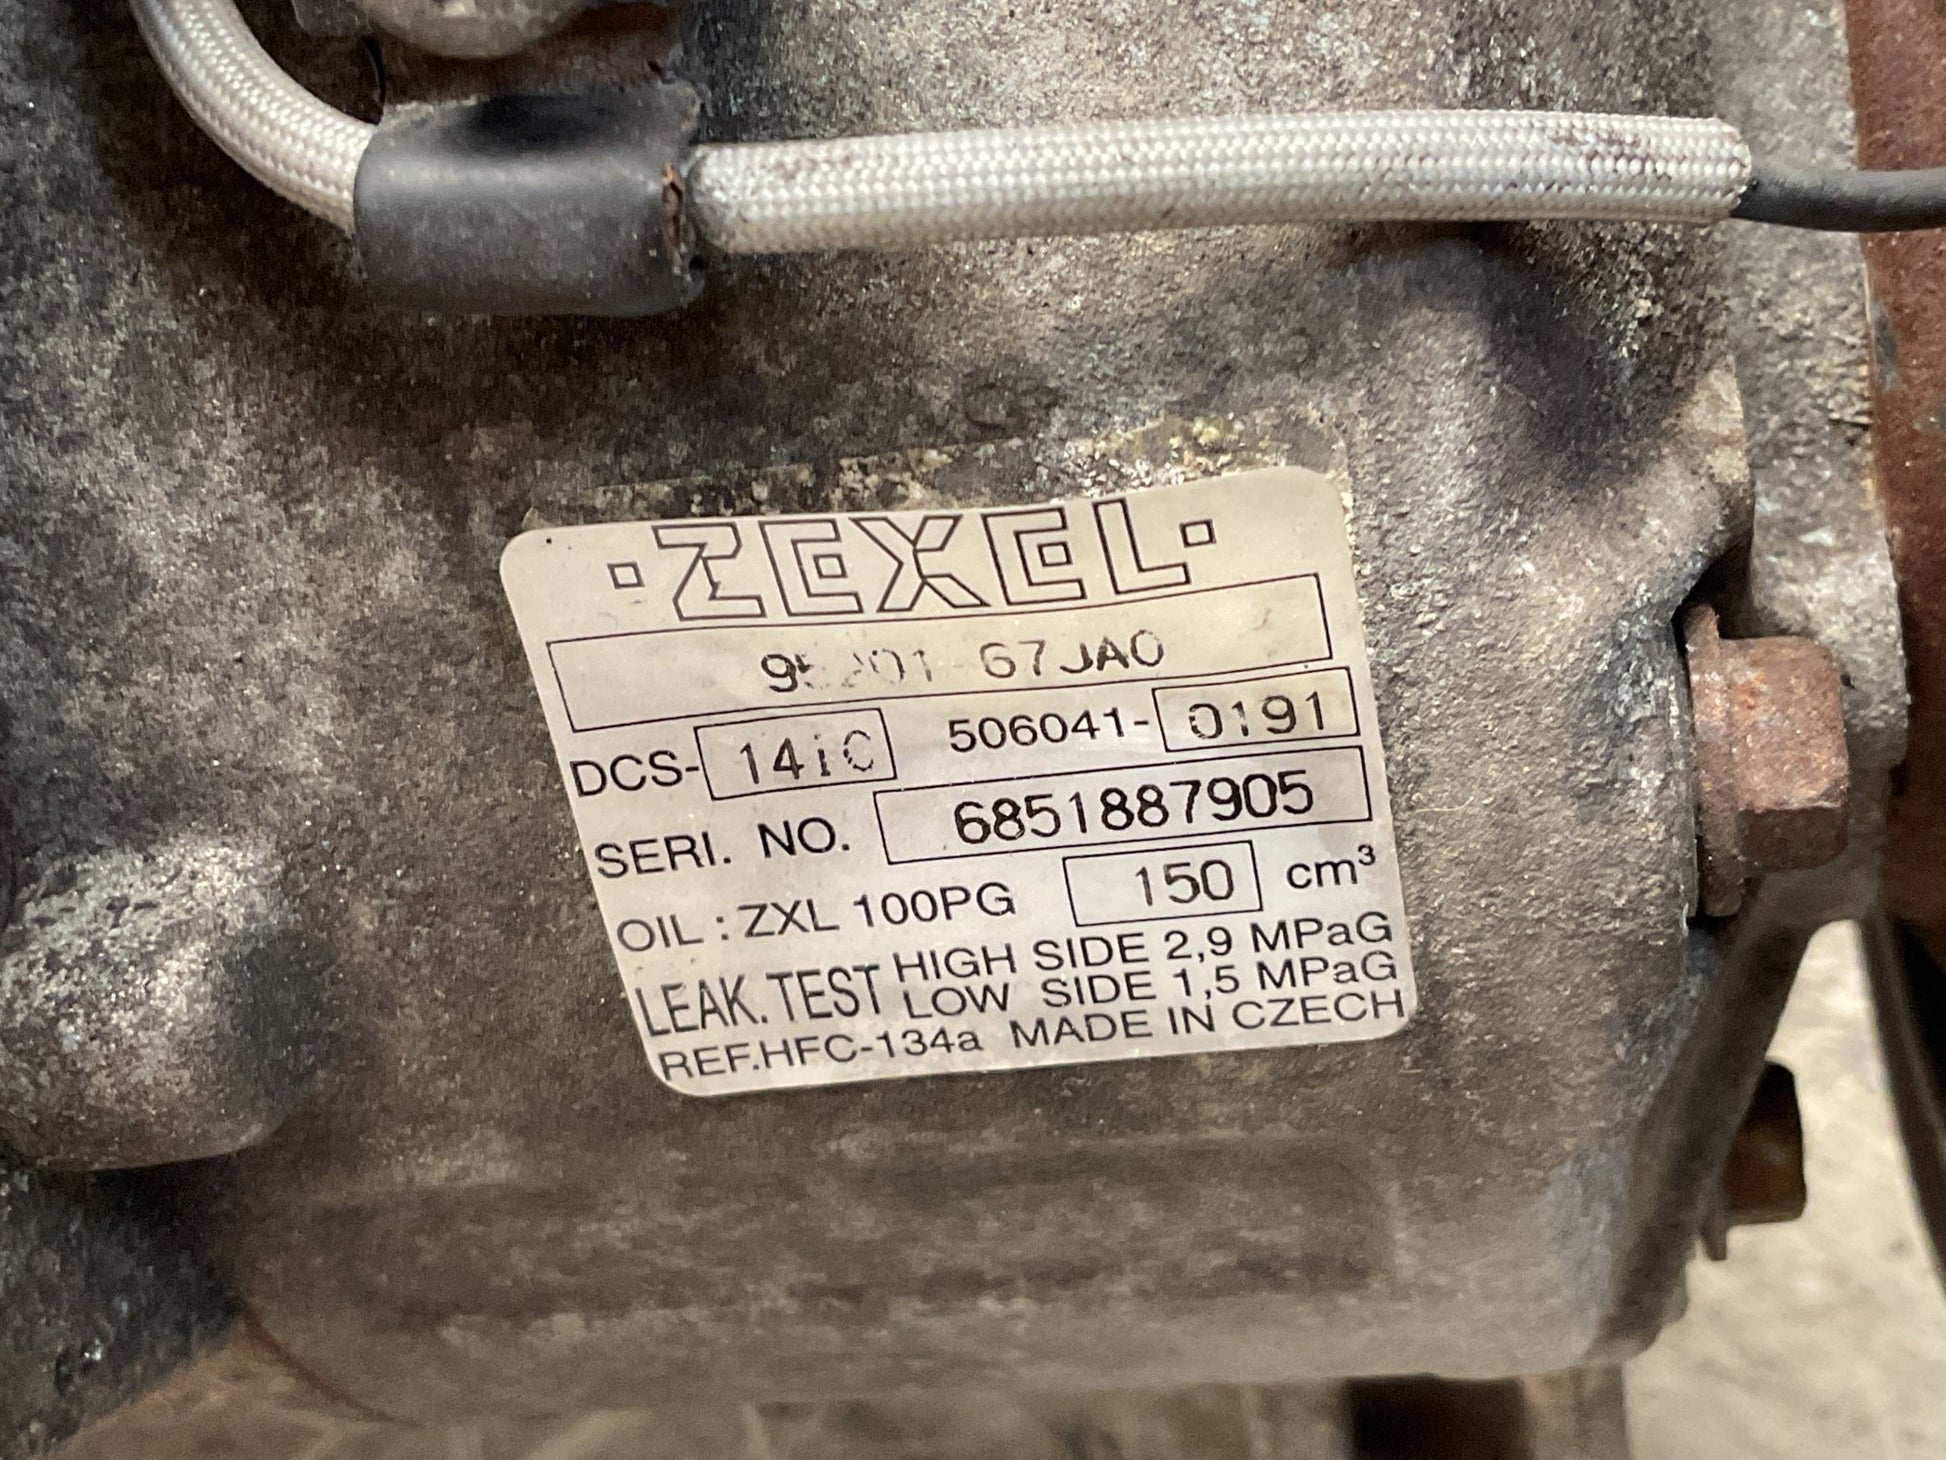 ZEXEL
95201-67JA0
DCS-14iC 506041-0191
SERI. NO. 6851887905
OIL : ZXL 100PG 150 cm³
LEAK. TEST HIGH SIDE 2,9 MPaG
LOW SIDE 1,5 MPaG
REF.HFC-134a MADE IN CZECH